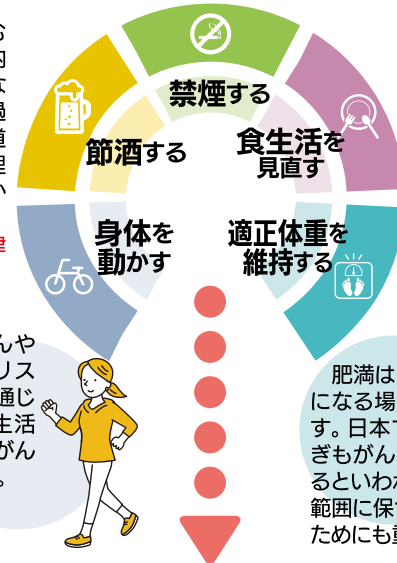 禁煙する
節酒する
食生活を
見直す
身体を
動かす
適正体重を
維持する
んや
リス
通じ
生活
がん
。
肥満は
になる場
す。日本で
ぎもがん
るといわれ
範囲に保
ためにも重